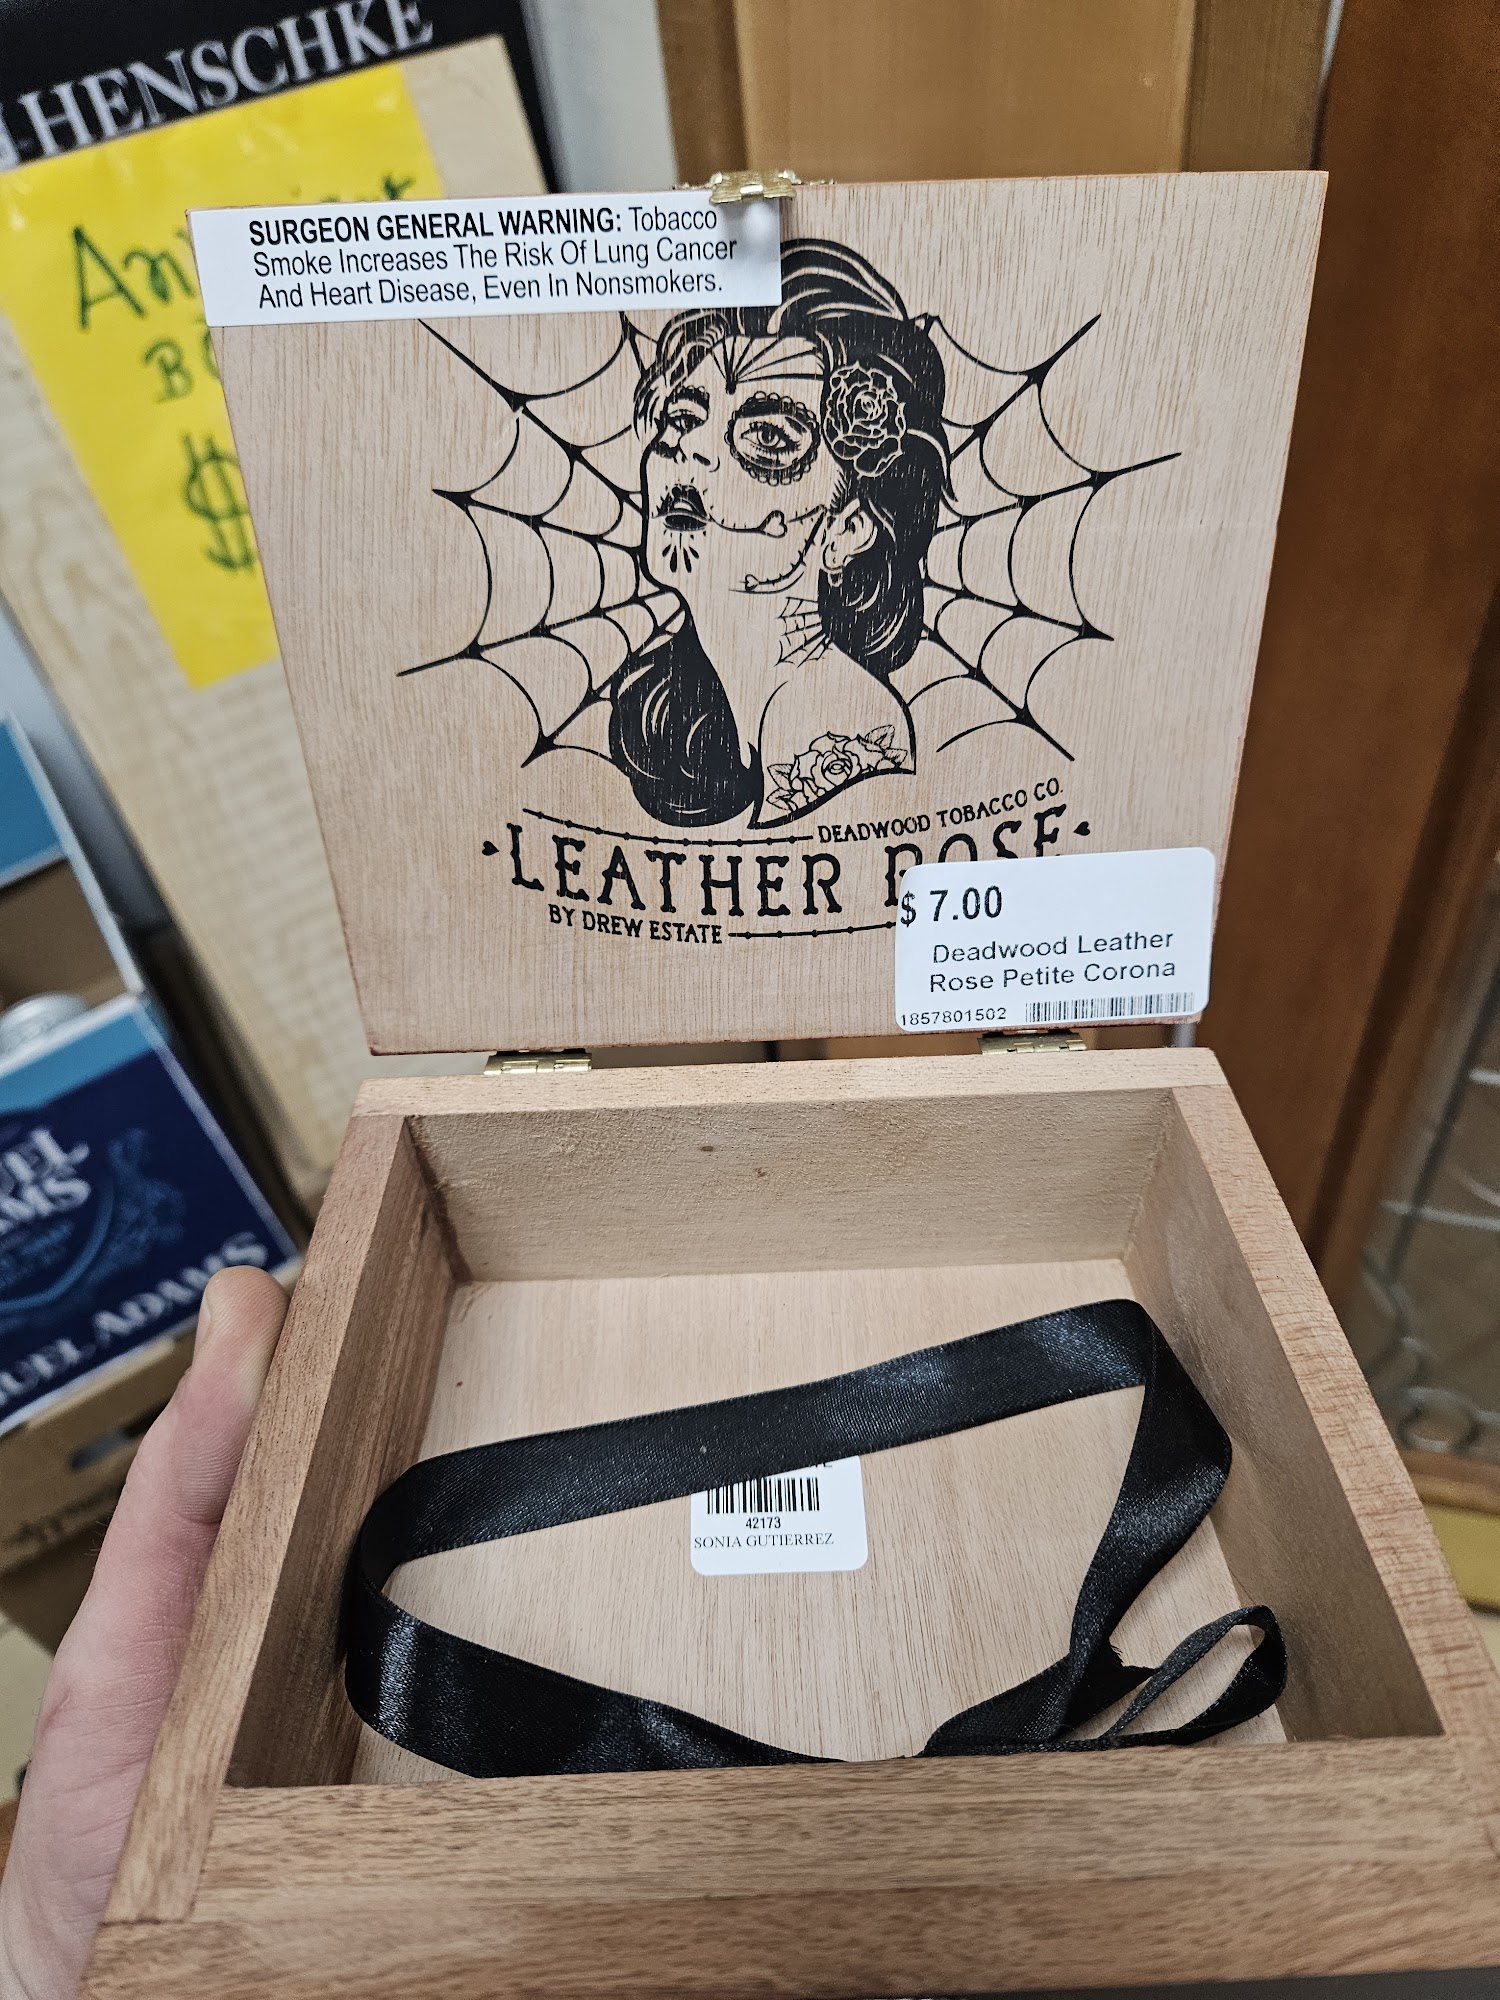 HENSCHKE
SURGEON GENERAL WARNING: Tobacco
Smoke Increases The Risk Of Lung Cancer
And Heart Disease, Even In Nonsmokers.
$
DEADWOOD TOBACCO CO.
LEATHER ROSE
BY DREW ESTATE
$ 7.00
Deadwood Leather
Rose Petite Corona
1857801502
42173
SONIA GUTIERREZ